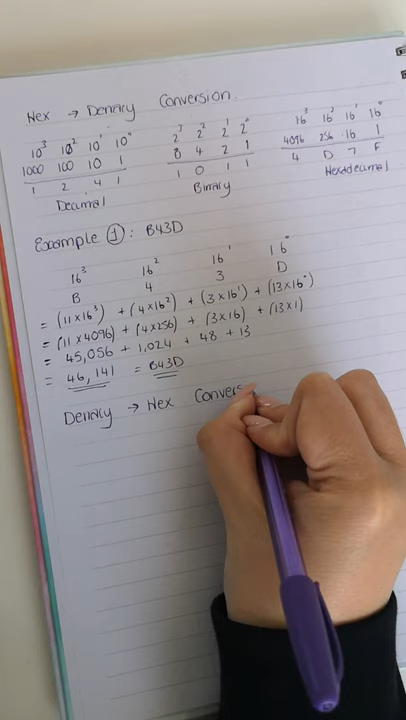 Hex → Denary Conversion.
10³ 10² 10¹ 10⁰ 2³ 2² 2¹ 2⁰ 16³ 16² 16¹ 16⁰
1000 100 10 1 8 4 2 1 4096 256 16 1
1 2 4 1 1 0 1 1 4 D 7 F
Decimal Binary Hexadecimal
Example ①: B43D
16³ 16² 16¹ 16⁰
B 4 3 D
= (11×16³) + (4×16²) + (3×16¹) + (13×16⁰)
= (11×4096) + (4×256) + (3×16) + (13×1)
= 45,056 + 1,024 + 48 + 13
= 46,141 = B43D
Denary → Hex Convers